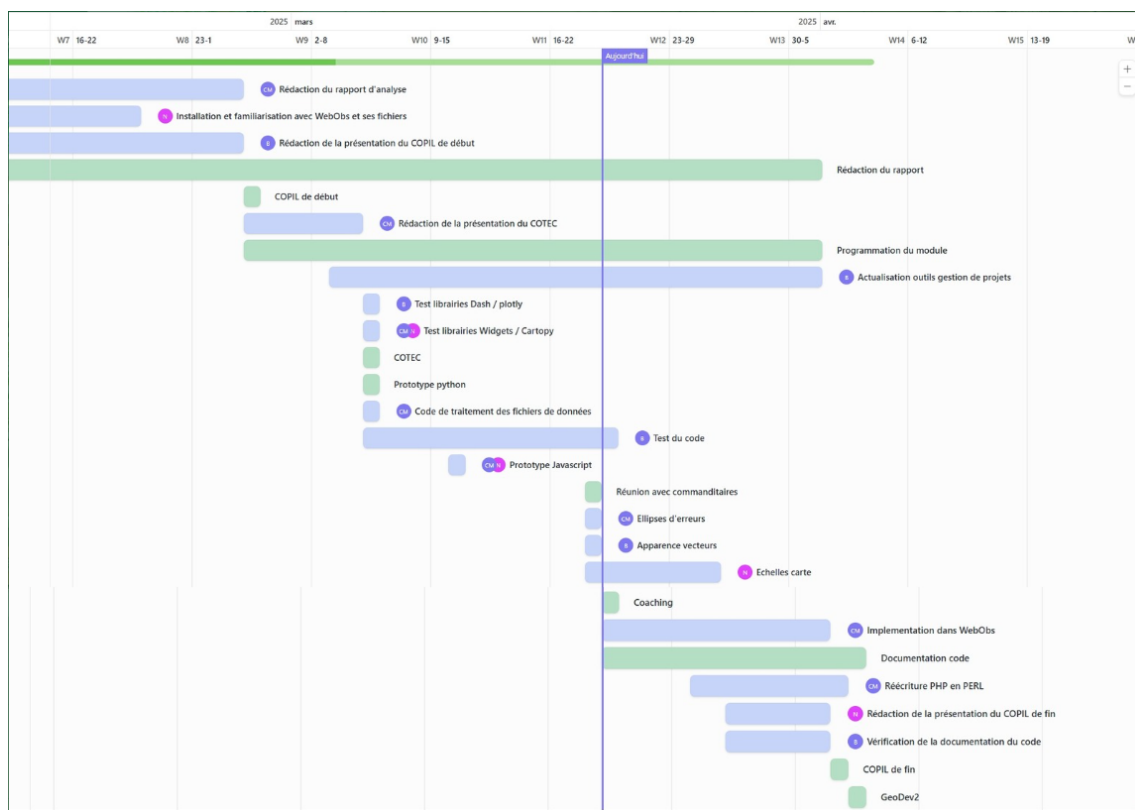 2025 mars 2025 avr.
W7 16-22 W8 23-1 W9 2-8 W10 9-15 W11 16-22 W12 23-29 W13 30-5 W14 6-12 W15 13-19 W
Aujourd'hui
+
−
CM Rédaction du rapport d'analyse
N Installation et familiarisation avec WebObs et ses fichiers
B Rédaction de la présentation du COPIL de début
Rédaction du rapport
COPIL de début
CM Rédaction de la présentation du COTEC
Programmation du module
B Actualisation outils gestion de projets
B Test librairies Dash / plotly
CM N Test librairies Widgets / Cartopy
COTEC
Prototype python
CM Code de traitement des fichiers de données
B Test du code
CM N Prototype Javascript
Réunion avec commanditaires
CM Ellipses d'erreurs
B Apparence vecteurs
N Echelles carte
Coaching
CM Implementation dans WebObs
Documentation code
CM Réécriture PHP en PERL
N Rédaction de la présentation du COPIL de fin
B Vérification de la documentation du code
COPIL de fin
GeoDev2